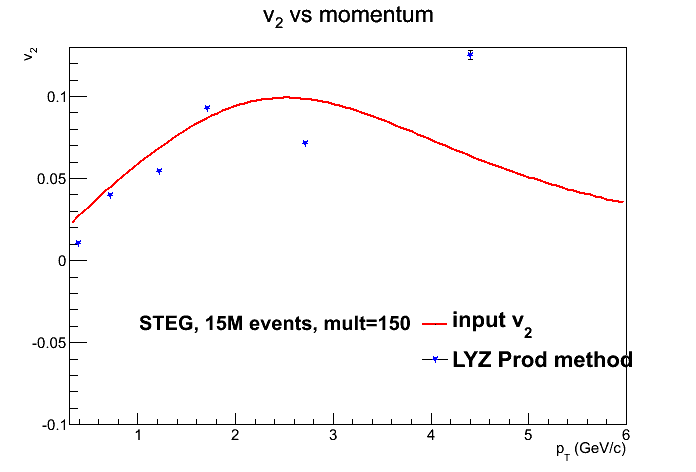 v2 vs momentum
v2
0.1
0.05
0
-0.05
-0.1
STEG, 15M events, mult=150
input v2
LYZ Prod method
1 2 3 4 5 6
pT (GeV/c)